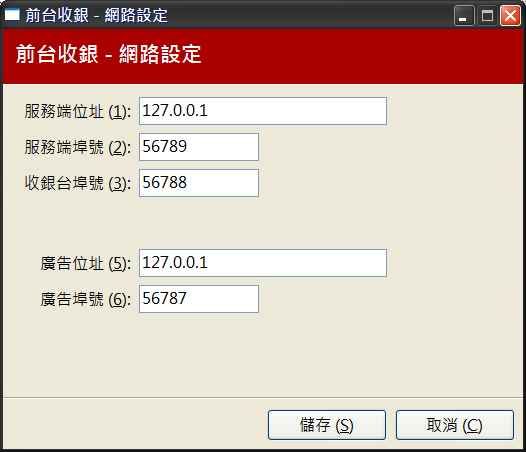 前台收銀 - 網路設定
前台收銀 - 網路設定
服務端位址 (1): 127.0.0.1
服務端埠號 (2): 56789
收銀台埠號 (3): 56788
廣告位址 (5): 127.0.0.1
廣告埠號 (6): 56787
儲存 (S) 取消 (C)